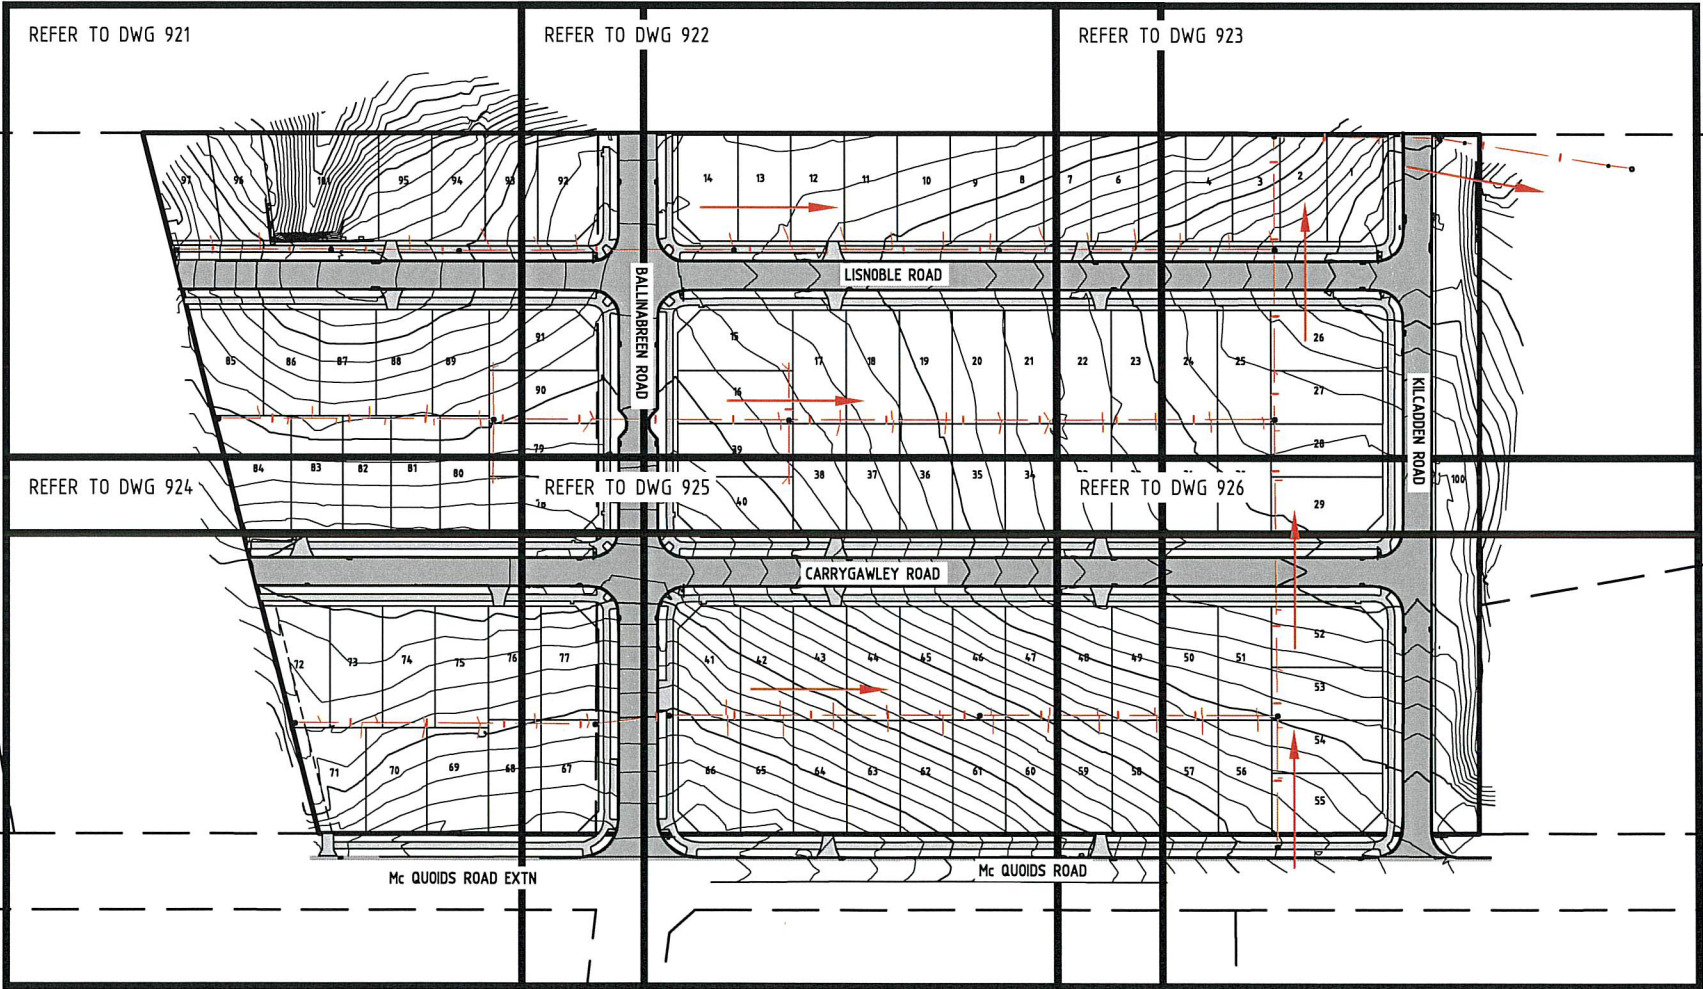 REFER TO DWG 921
REFER TO DWG 922
REFER TO DWG 923
97 96 101 95 94 93 92
14 13 12 11 10 9 8 7 6 4 3 2 1
BALLINABREEN ROAD
LISNOBLE ROAD
KILCADDEN ROAD
85 86 87 88 89 91
90
15 17 18 19 20 21 22 23 24 25 26
16
27
79
39
28
84 83 82 81 80
38 37 36 35 34
100
REFER TO DWG 924
REFER TO DWG 925
REFER TO DWG 926
78
40
29
CARRYGAWLEY ROAD
72 73 74 75 76 77
41 42 43 44 45 46 47 48 49 50 51
52
53
54
71 70 69 68 67
66 65 64 63 62 61 60 59 58 57 56
55
Mc QUOIDS ROAD EXTN
Mc QUOIDS ROAD